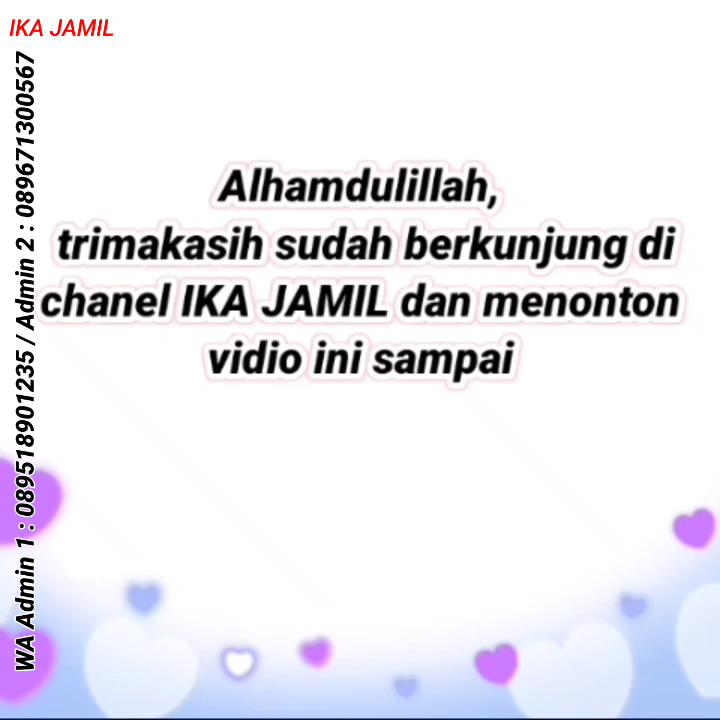 IKA JAMIL
WA Admin 1 : 089518901235 / Admin 2 : 089671300567
Alhamdulillah,
trimakasih sudah berkunjung di
chanel IKA JAMIL dan menonton
vidio ini sampai